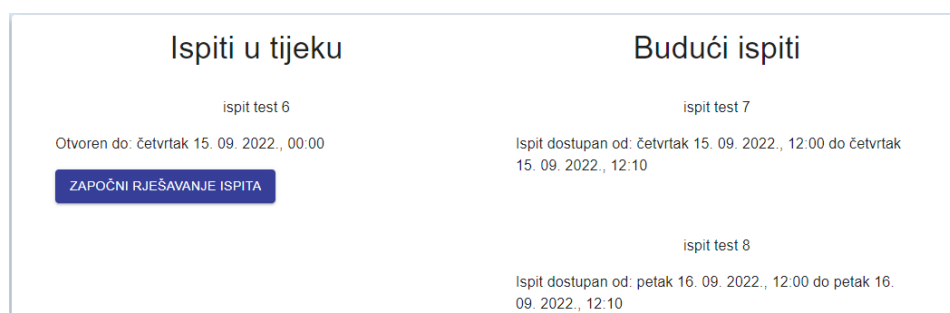 Ispiti u tijeku
ispit test 6
Otvoren do: četvrtak 15. 09. 2022., 00:00
ZAPOČNI RJEŠAVANJE ISPITA
Budući ispiti
ispit test 7
Ispit dostupan od: četvrtak 15. 09. 2022., 12:00 do četvrtak
15. 09. 2022., 12:10
ispit test 8
Ispit dostupan od: petak 16. 09. 2022., 12:00 do petak 16.
09. 2022., 12:10